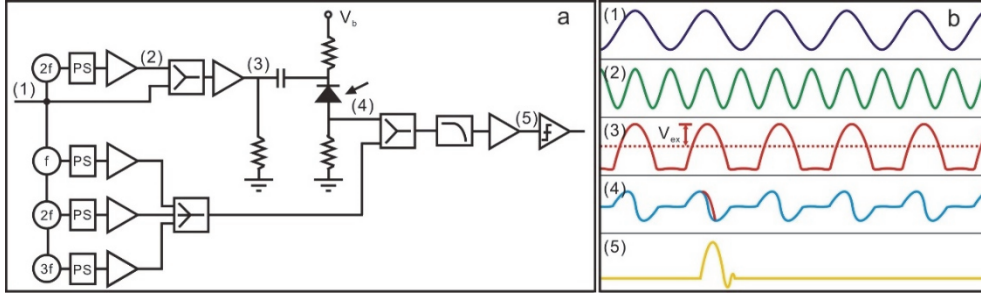 V_b
a
(2)
(3)
2f
PS
(1)
(4)
(5)
f
PS
2f
PS
3f
PS
b
(1)
(2)
(3)
V_ex
(4)
(5)